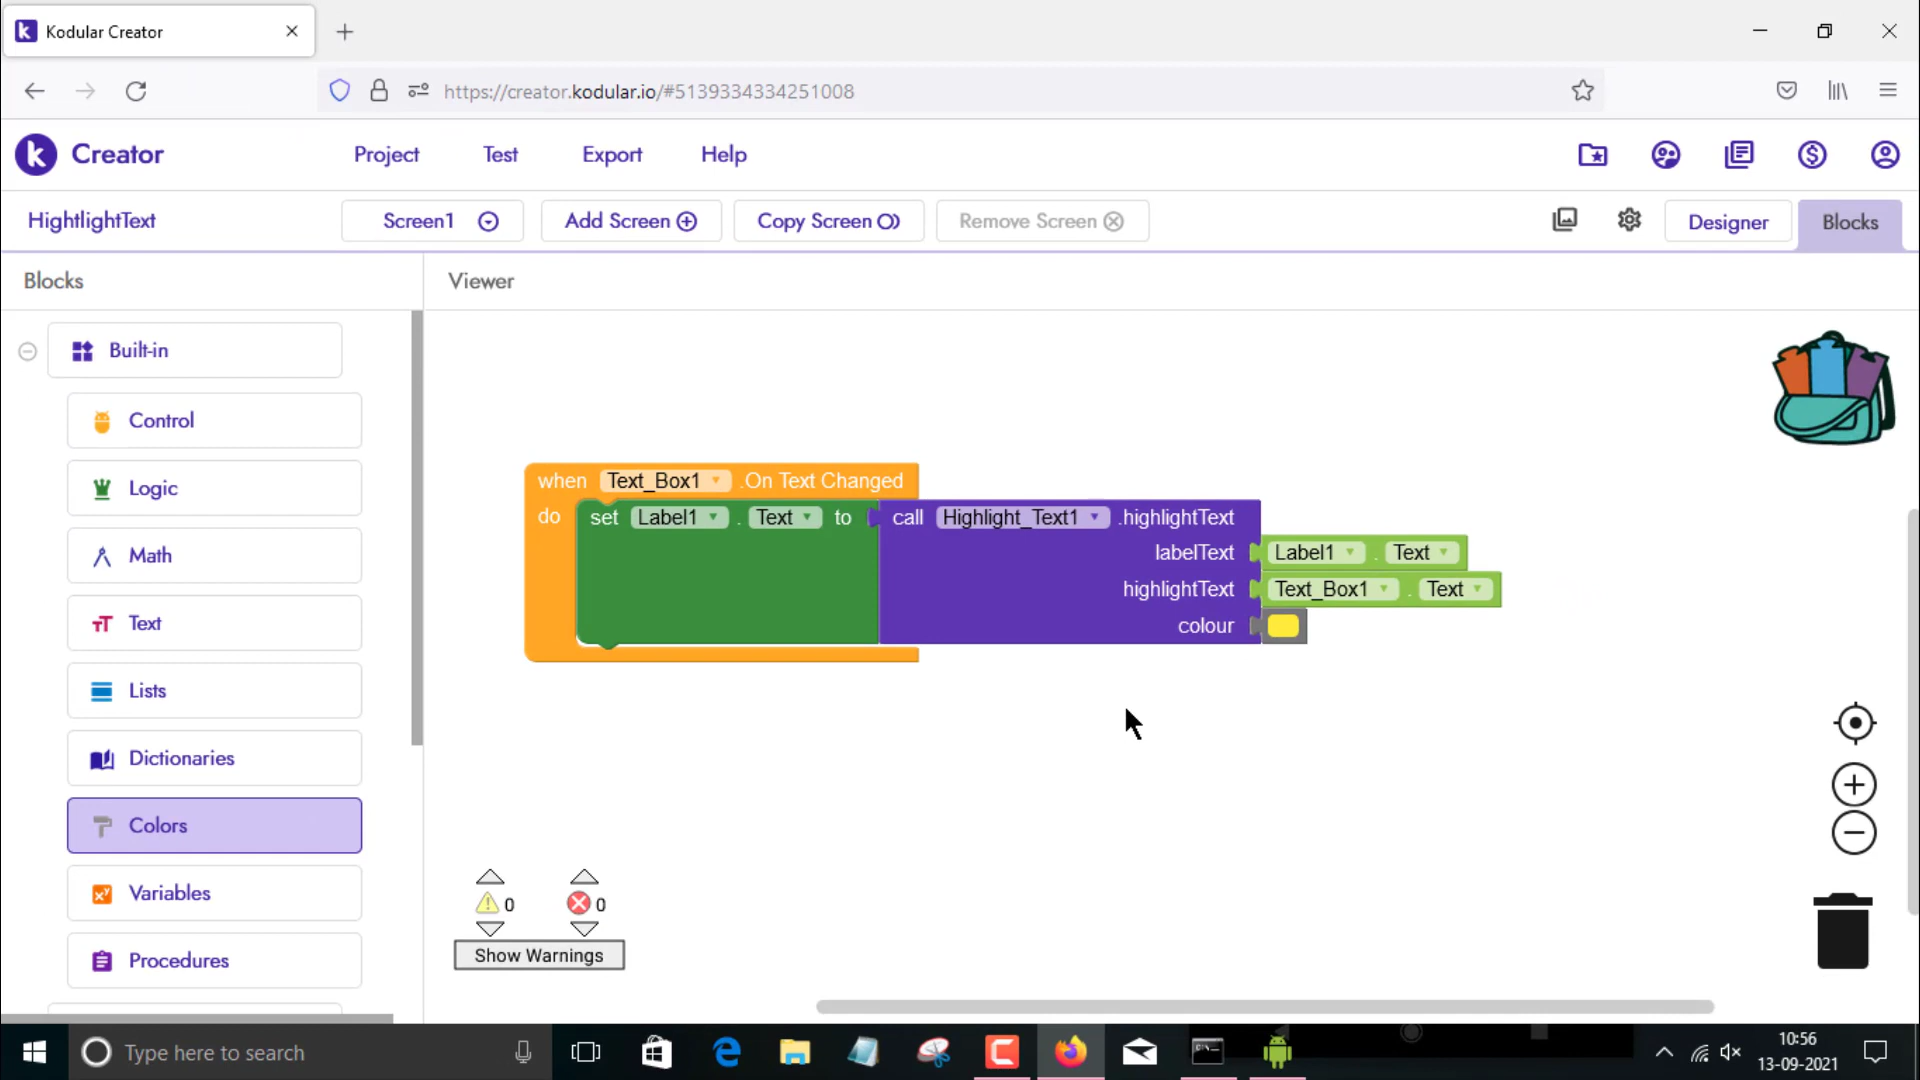 Kodular Creator
https://creator.kodular.io/#5139334334251008
Creator Project Test Export Help
HightlightText Screen1 Add Screen Copy Screen Remove Screen Designer Blocks
Blocks Viewer
Built-in
Control
Logic
Math
Text
Lists
Dictionaries
Colors
Variables
Procedures
when Text_Box1 .On Text Changed
do set Label1 . Text to call Highlight_Text1 .highlightText
labelText Label1 . Text
highlightText Text_Box1 . Text
colour
0 0
Show Warnings
Type here to search
10:56
13-09-2021